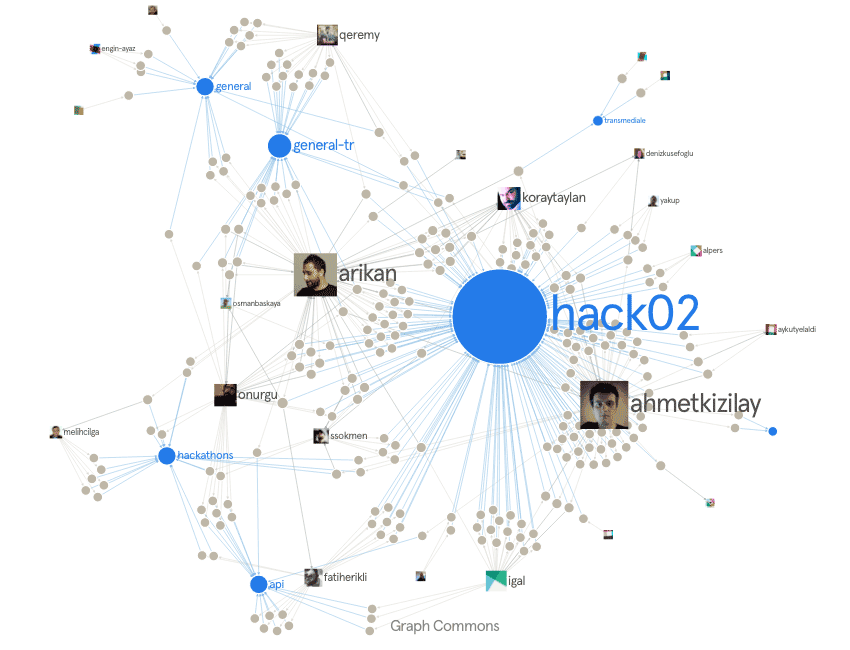 qeremy
engin-ayaz
general
transmediale
general-tr
denizkusefoglu
koraytaylan
yakup
alpers
arikan
osmanbaskaya
hack02
aykutyelaldi
onurgu
ahmetkizilay
melihcilga
ssokmen
hackathons
fatiherikli
igal
api
Graph Commons